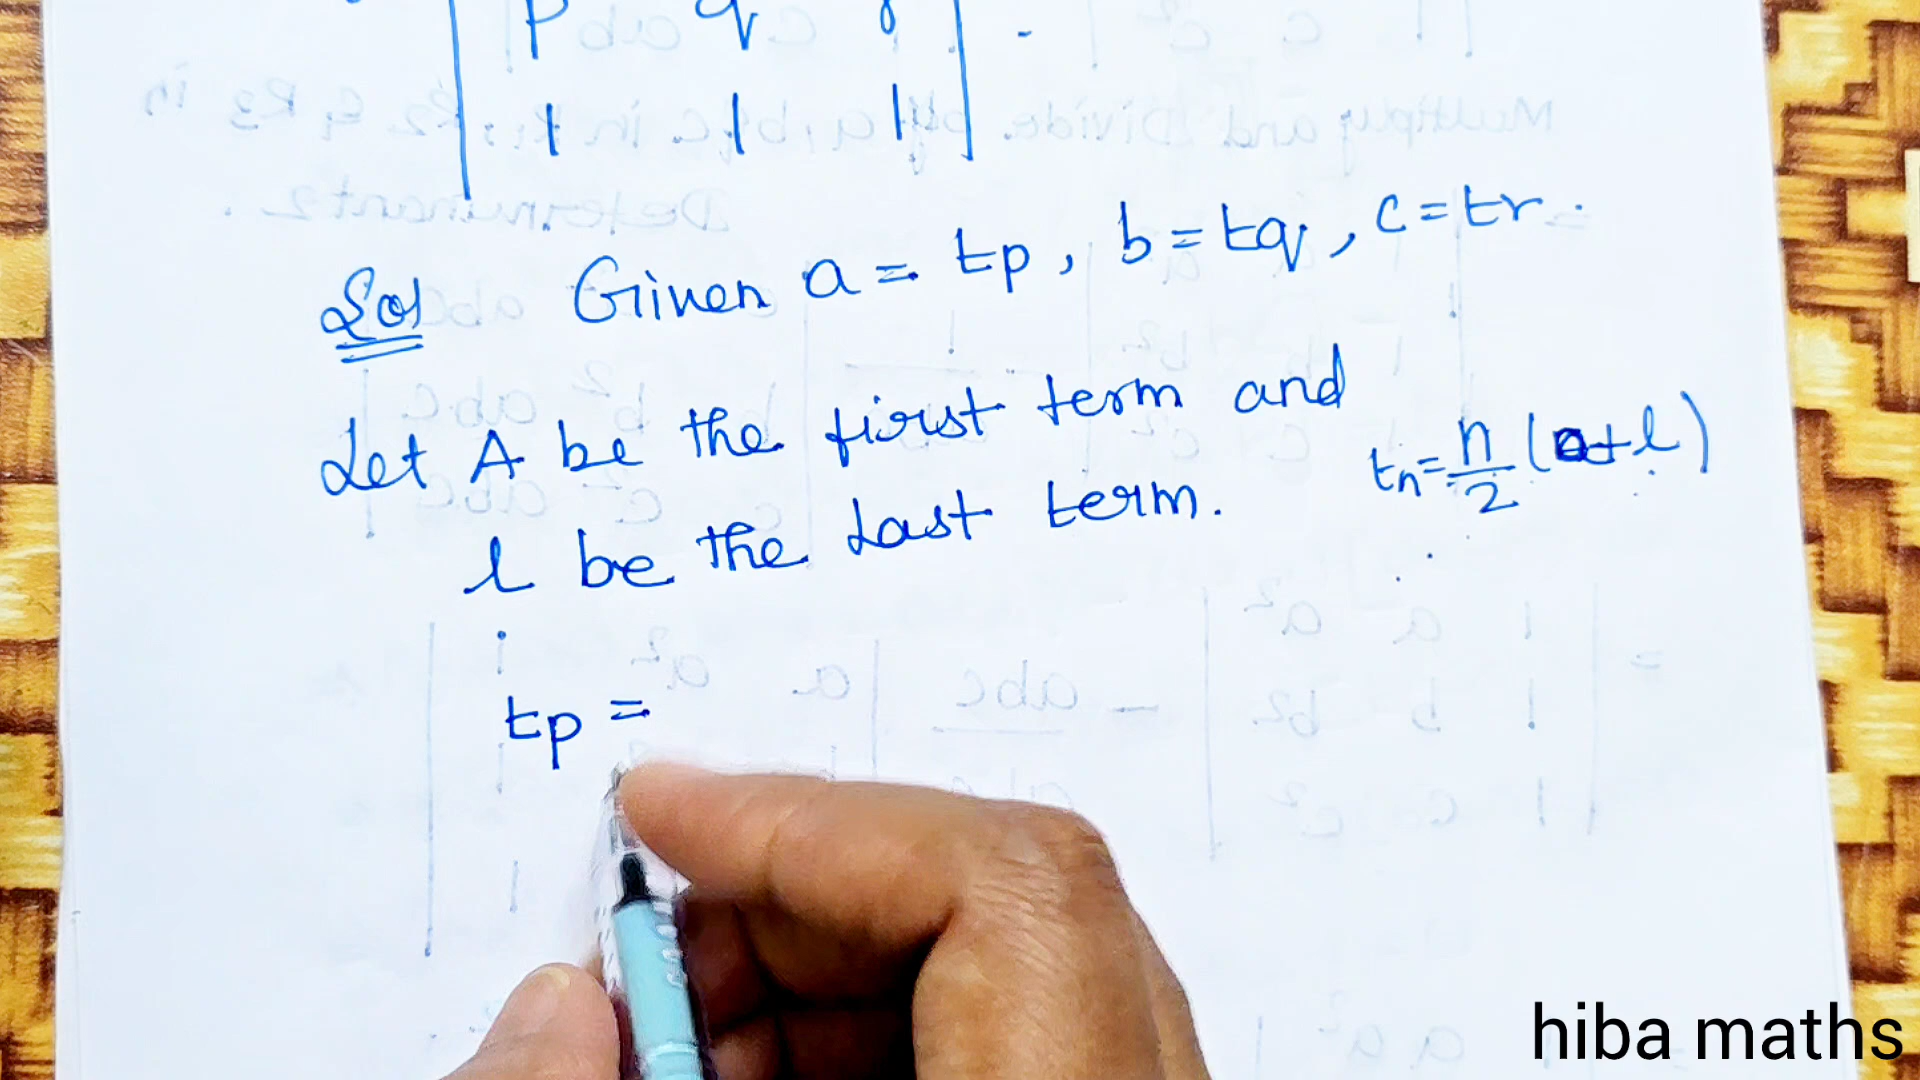 p q
1 1 1
Sol Given a = tp, b = tq, c = tr.
Let A be the first term and
l be the Last term.
tn = n/2 (a+l)
tp =
hiba maths